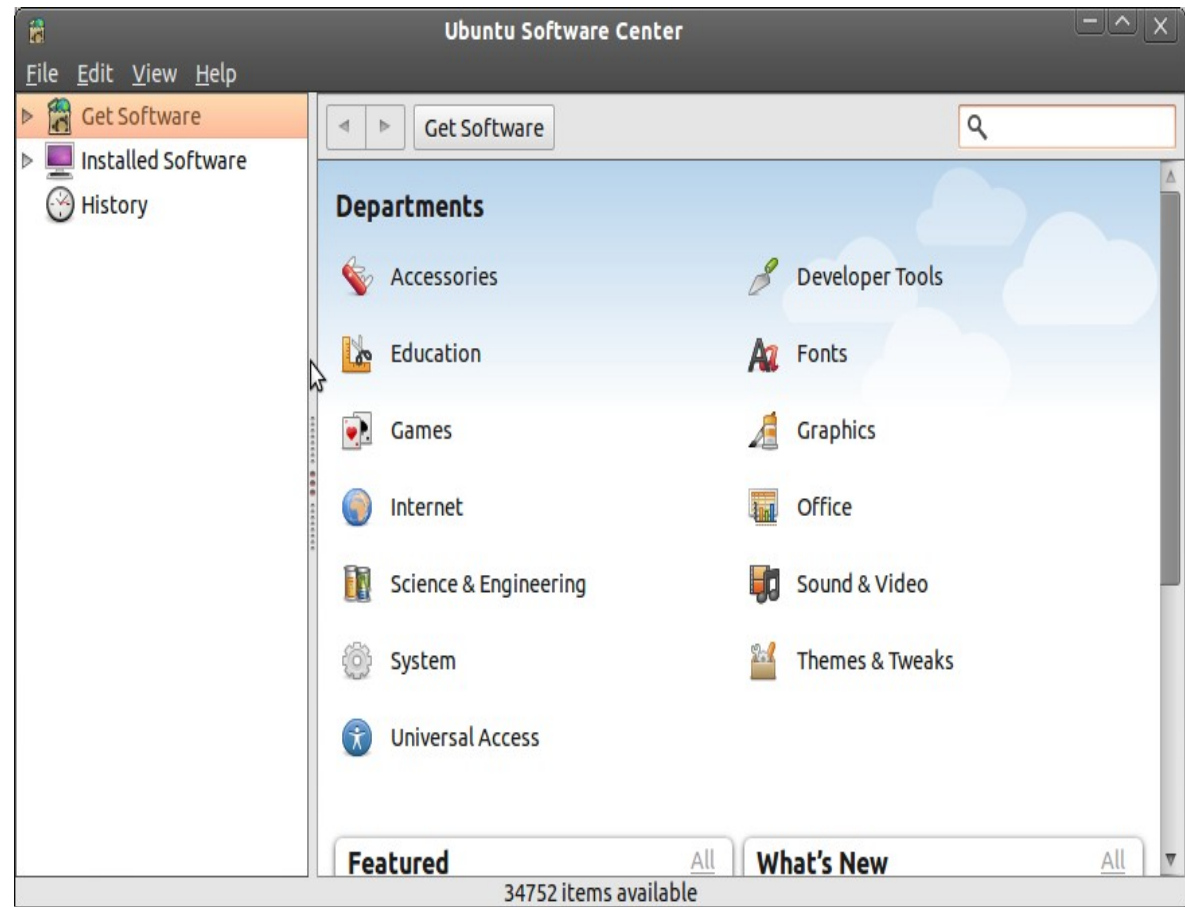 Ubuntu Software Center
File Edit View Help
Get Software
Installed Software
History
Get Software
Departments
Accessories
Developer Tools
Education
Fonts
Games
Graphics
Internet
Office
Science & Engineering
Sound & Video
System
Themes & Tweaks
Universal Access
Featured All
What's New All
34752 items available